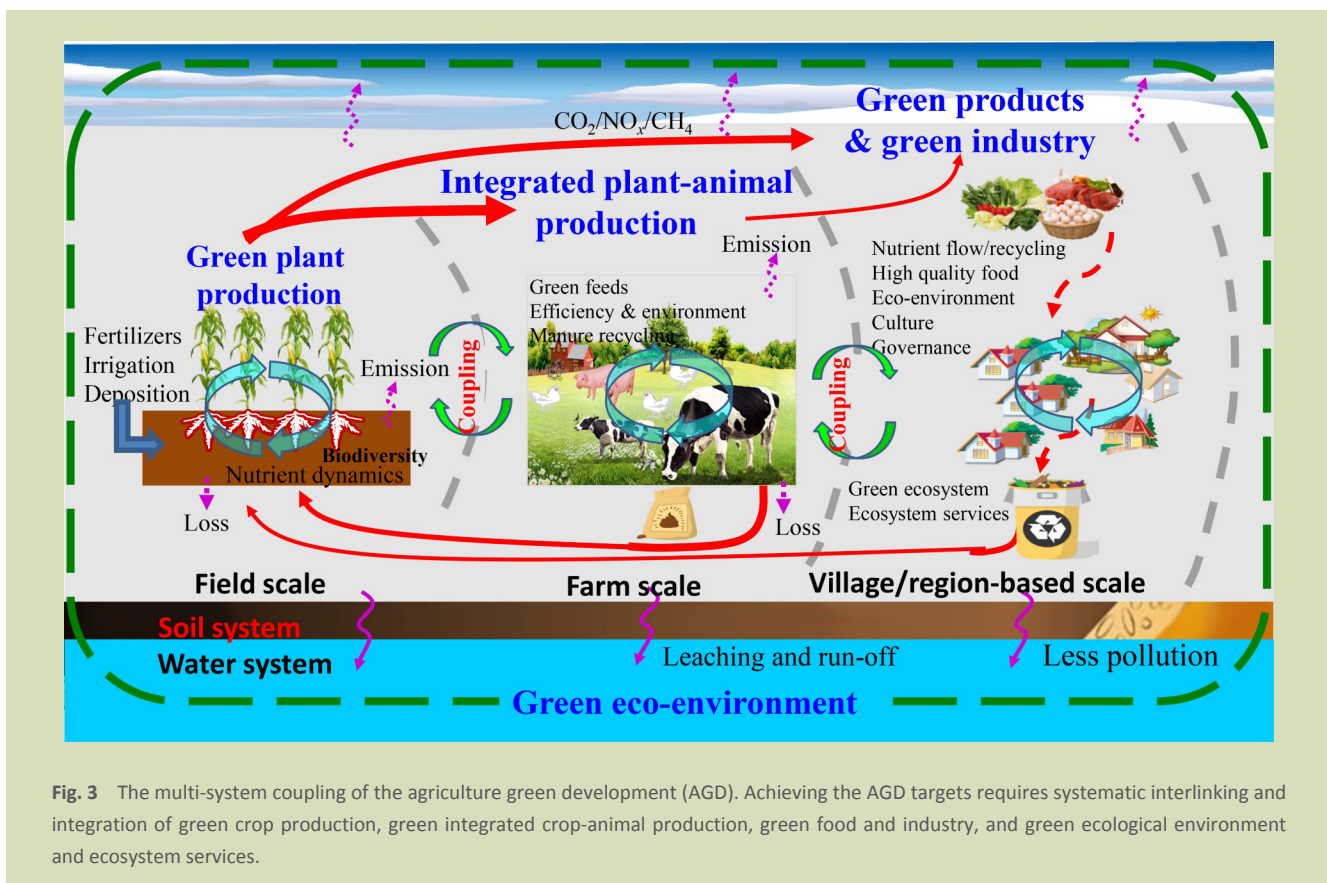 Green products
& green industry
CO₂/NOₓ/CH₄
Integrated plant-animal
production
Green plant
production
Emission
Nutrient flow/recycling
High quality food
Eco-environment
Culture
Governance
Green feeds
Efficiency & environment
Manure recycling
Fertilizers
Irrigation
Deposition
Emission
Coupling
Coupling
Biodiversity
Nutrient dynamics
Green ecosystem
Ecosystem services
Loss
Loss
Field scale
Farm scale
Village/region-based scale
Soil system
Water system
Leaching and run-off
Less pollution
Green eco-environment
Fig. 3 The multi-system coupling of the agriculture green development (AGD). Achieving the AGD targets requires systematic interlinking and
integration of green crop production, green integrated crop-animal production, green food and industry, and green ecological environment
and ecosystem services.